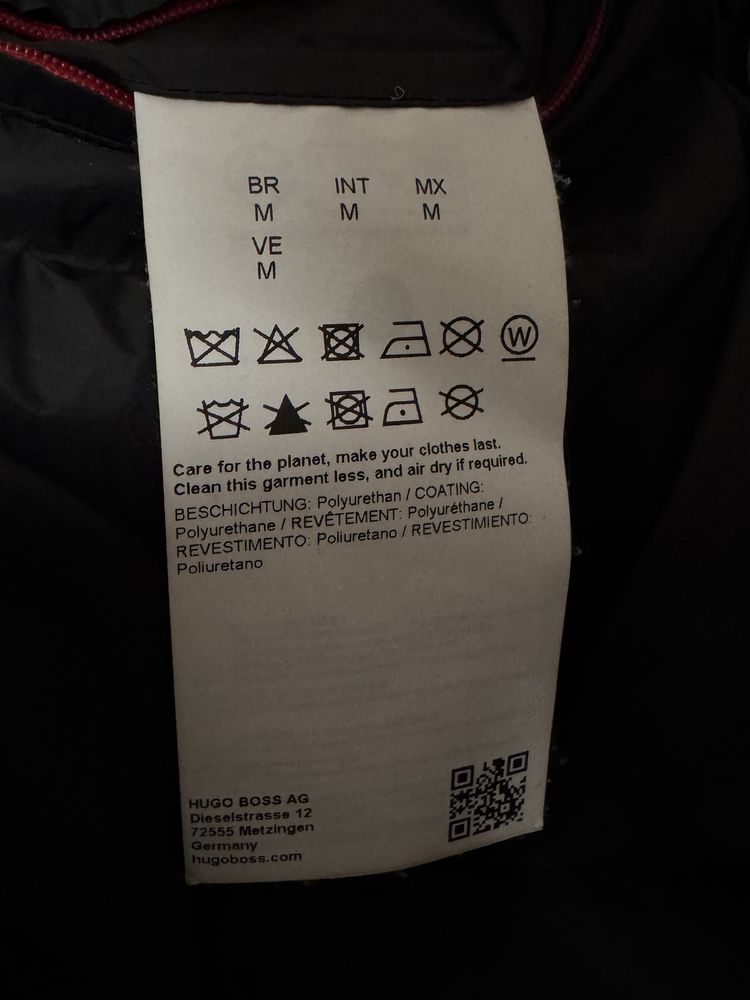 BR INT MX
M M M
VE
M
W
Care for the planet, make your clothes last.
Clean this garment less, and air dry if required.
BESCHICHTUNG: Polyurethan / COATING:
Polyurethane / REVÊTEMENT: Polyuréthane /
REVESTIMENTO: Poliuretano / REVESTIMIENTO:
Poliuretano
HUGO BOSS AG
Dieselstrasse 12
72555 Metzingen
Germany
hugoboss.com